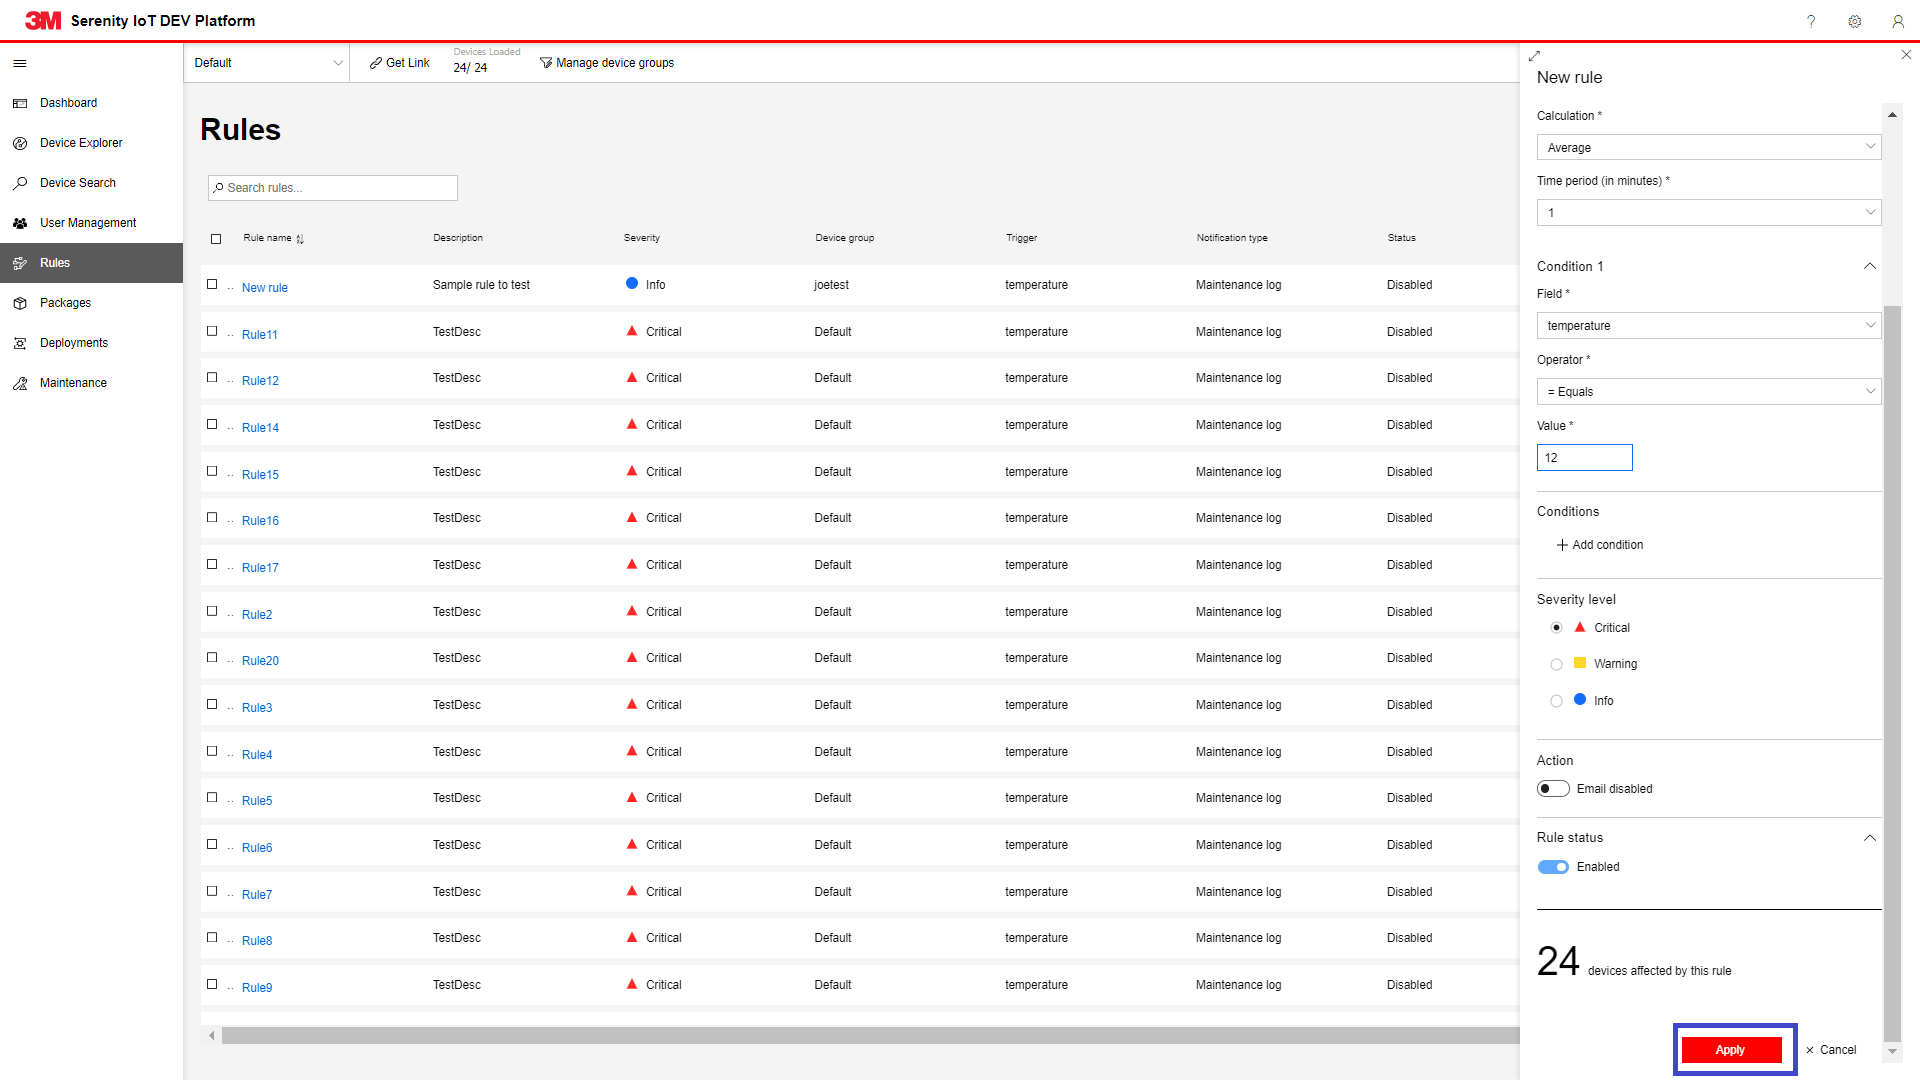 3M Serenity IoT DEV Platform
?
Default
Get Link
Devices Loaded
24/ 24
Manage device groups
Dashboard
Device Explorer
Device Search
User Management
Rules
Packages
Deployments
Maintenance
Rules
Search rules...
Rule name Description Severity Device group Trigger Notification type Status
.. New rule Sample rule to test Info joetest temperature Maintenance log Disabled
.. Rule11 TestDesc Critical Default temperature Maintenance log Disabled
.. Rule12 TestDesc Critical Default temperature Maintenance log Disabled
.. Rule14 TestDesc Critical Default temperature Maintenance log Disabled
.. Rule15 TestDesc Critical Default temperature Maintenance log Disabled
.. Rule16 TestDesc Critical Default temperature Maintenance log Disabled
.. Rule17 TestDesc Critical Default temperature Maintenance log Disabled
.. Rule2 TestDesc Critical Default temperature Maintenance log Disabled
.. Rule20 TestDesc Critical Default temperature Maintenance log Disabled
.. Rule3 TestDesc Critical Default temperature Maintenance log Disabled
.. Rule4 TestDesc Critical Default temperature Maintenance log Disabled
.. Rule5 TestDesc Critical Default temperature Maintenance log Disabled
.. Rule6 TestDesc Critical Default temperature Maintenance log Disabled
.. Rule7 TestDesc Critical Default temperature Maintenance log Disabled
.. Rule8 TestDesc Critical Default temperature Maintenance log Disabled
.. Rule9 TestDesc Critical Default temperature Maintenance log Disabled
New rule
Calculation *
Average
Time period (in minutes) *
1
Condition 1
Field *
temperature
Operator *
= Equals
Value *
12
Conditions
+ Add condition
Severity level
Critical
Warning
Info
Action
Email disabled
Rule status
Enabled
24 devices affected by this rule
Apply
× Cancel